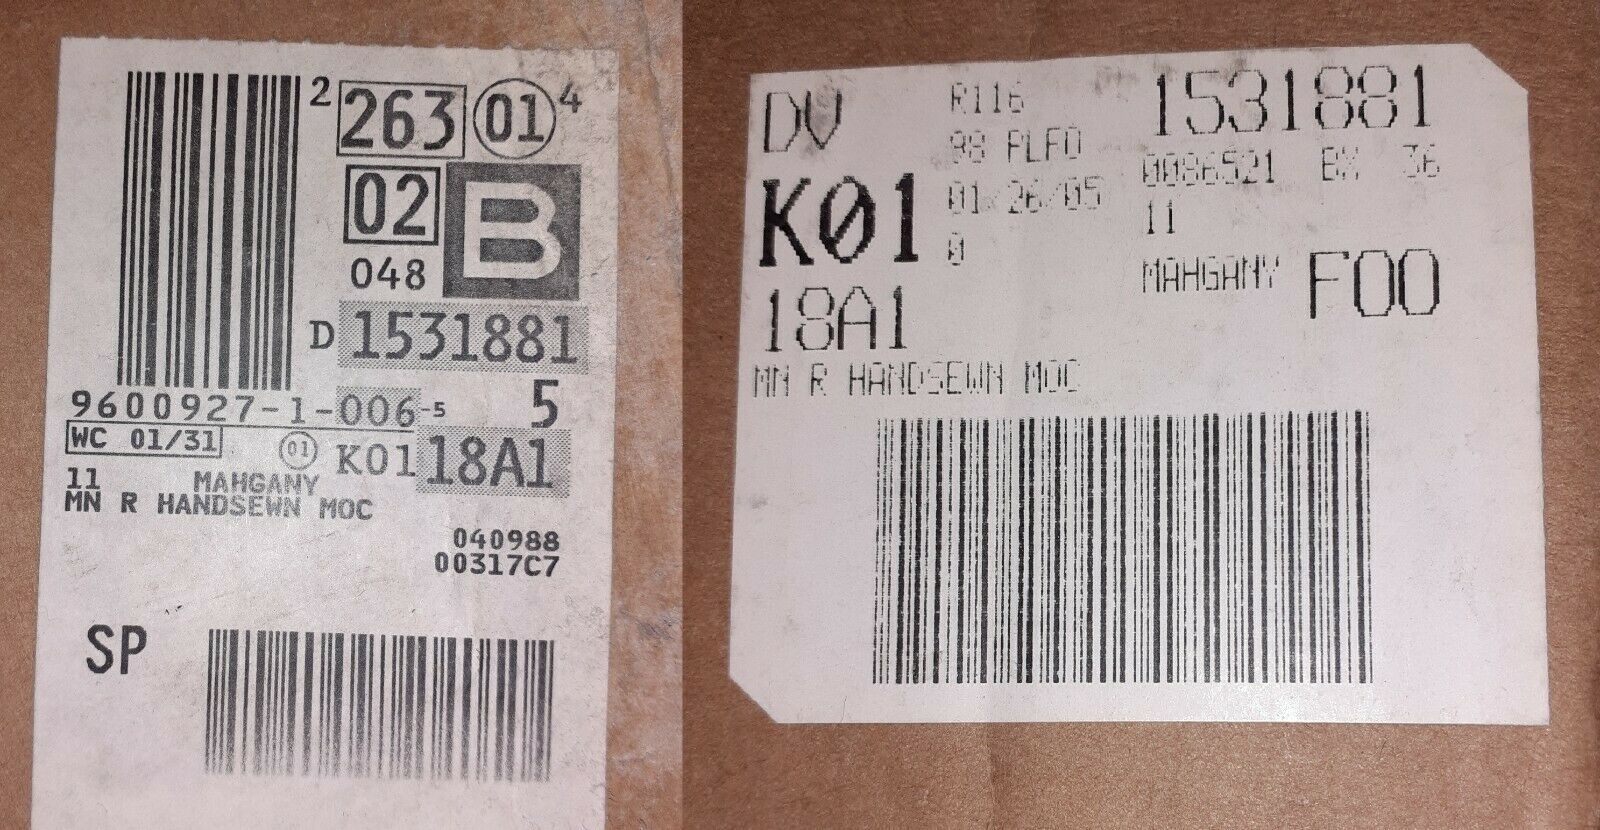 2 263 01 4
02 B
048
D 1531881
9600927-1-006-5 5
WC 01/31 01 K01 18A1
11 MAHGANY
MN R HANDSEWN MOC
040988
00317C7
SP
DV R116 1531881
98 PLFO 0086521 BX 36
K01 01/26/05 11
0 MAHGANY F00
18A1
MN R HANDSEWN MOC